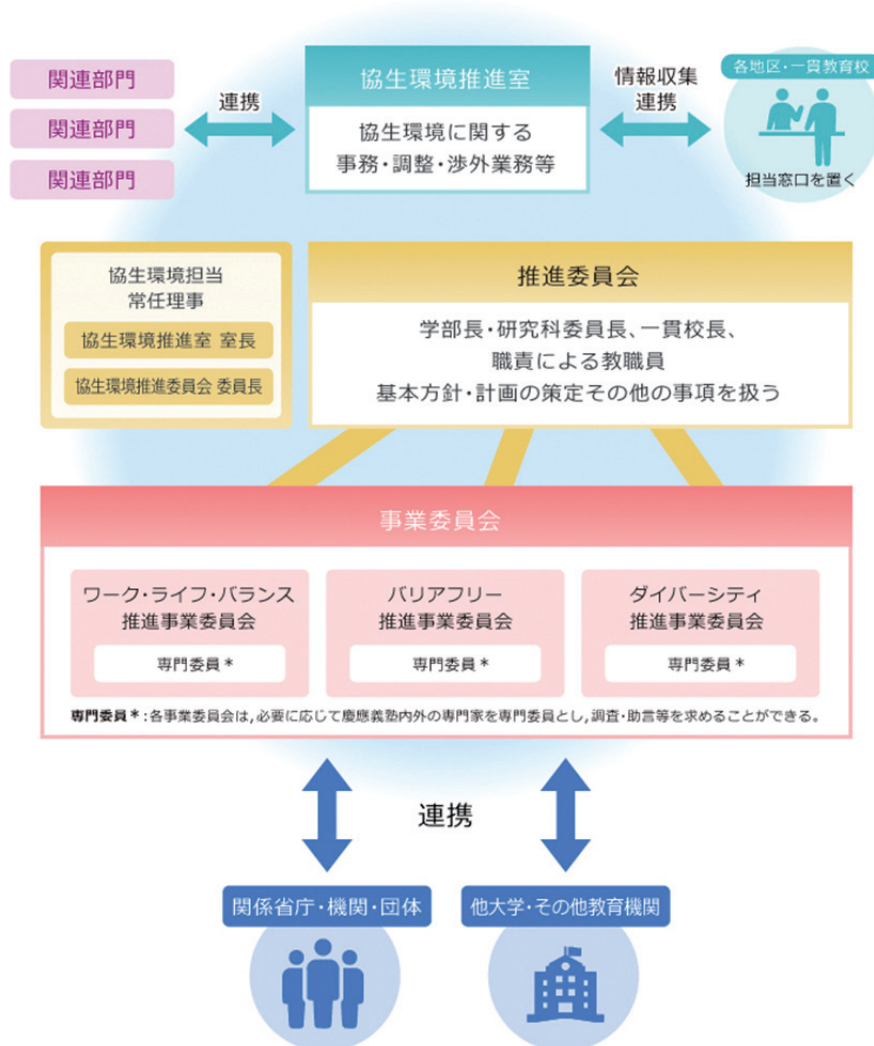 関連部門
関連部門
関連部門
連携
協生環境推進室
協生環境に関する
事務・調整・渉外業務等
情報収集
連携
各地区・一貫教育校
担当窓口を置く
協生環境担当
常任理事
協生環境推進室 室長
協生環境推進委員会 委員長
推進委員会
学部長・研究科委員長、一貫校長、
職責による教職員
基本方針・計画の策定その他の事項を扱う
事業委員会
ワーク・ライフ・バランス
推進事業委員会
専門委員*
バリアフリー
推進事業委員会
専門委員*
ダイバーシティ
推進事業委員会
専門委員*
専門委員*:各事業委員会は,必要に応じて慶應義塾内外の専門家を専門委員とし,調査・助言等を求めることができる。
連携
関係省庁・機関・団体
他大学・その他教育機関